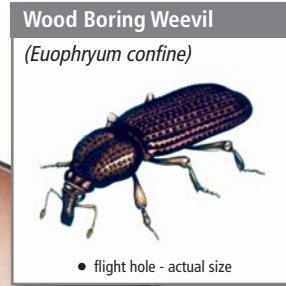 Wood Boring Weevil
(Euophryum confine)
● flight hole - actual size